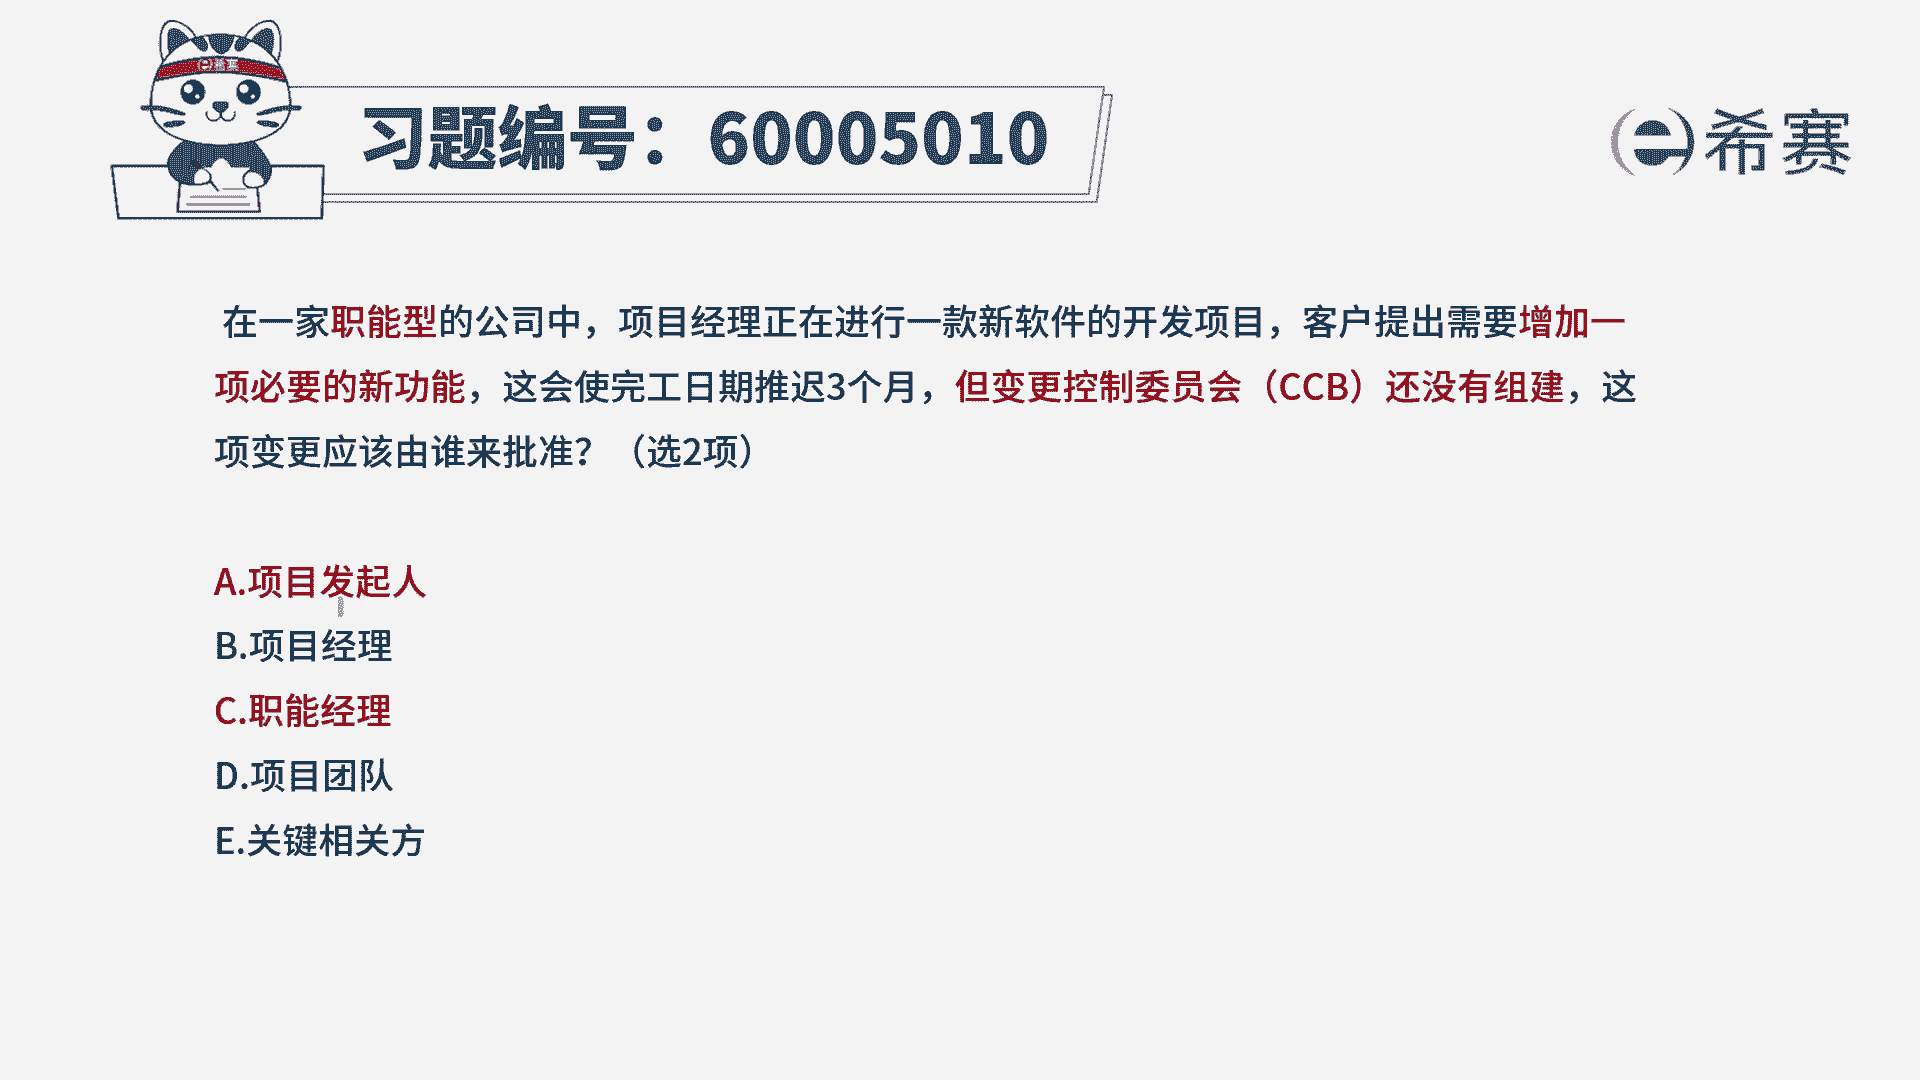 希赛
习题编号：60005010
希赛
在一家职能型的公司中，项目经理正在进行一款新软件的开发项目，客户提出需要增加一
项必要的新功能，这会使完工日期推迟3个月，但变更控制委员会（CCB）还没有组建，这
项变更应该由谁来批准？（选2项）
A.项目发起人
B.项目经理
C.职能经理
D.项目团队
E.关键相关方